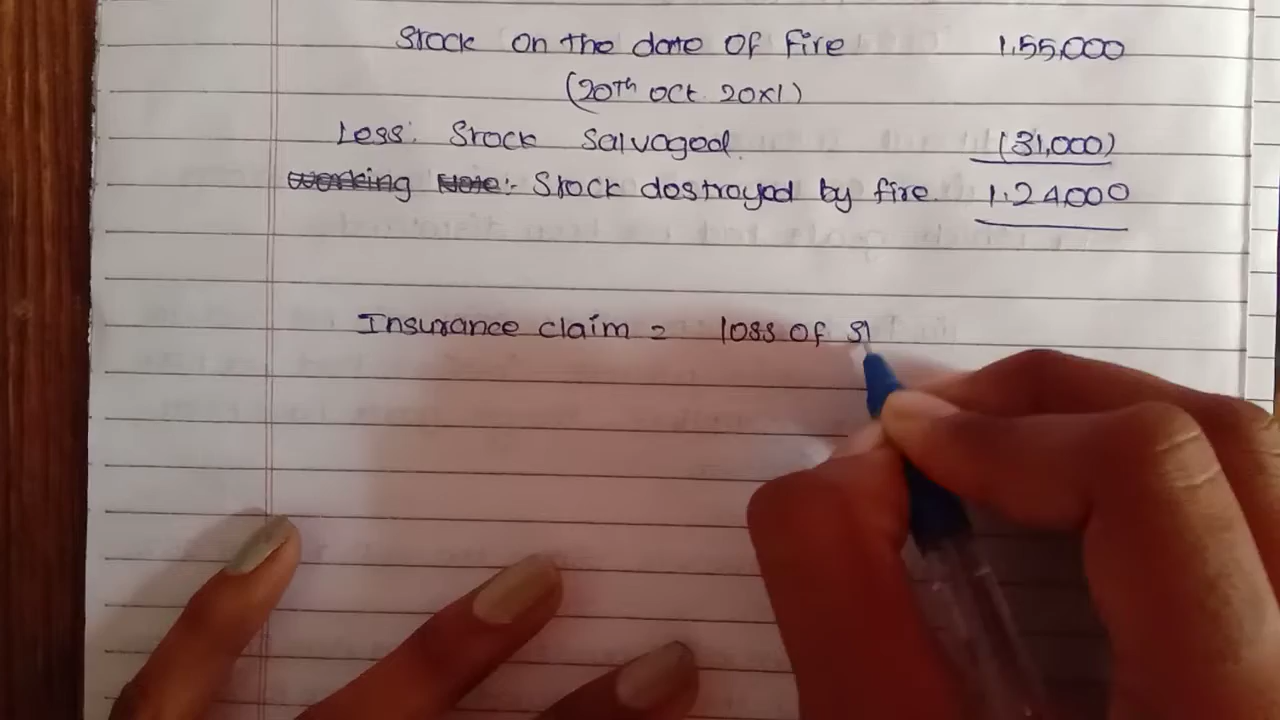 Stock on the date of fire 1,55,000
(20th oct 20x1)
Less: Stock Salvaged. (31,000)
Working Note:- Stock destroyed by fire. 1,24,000
Insurance claim = loss of st